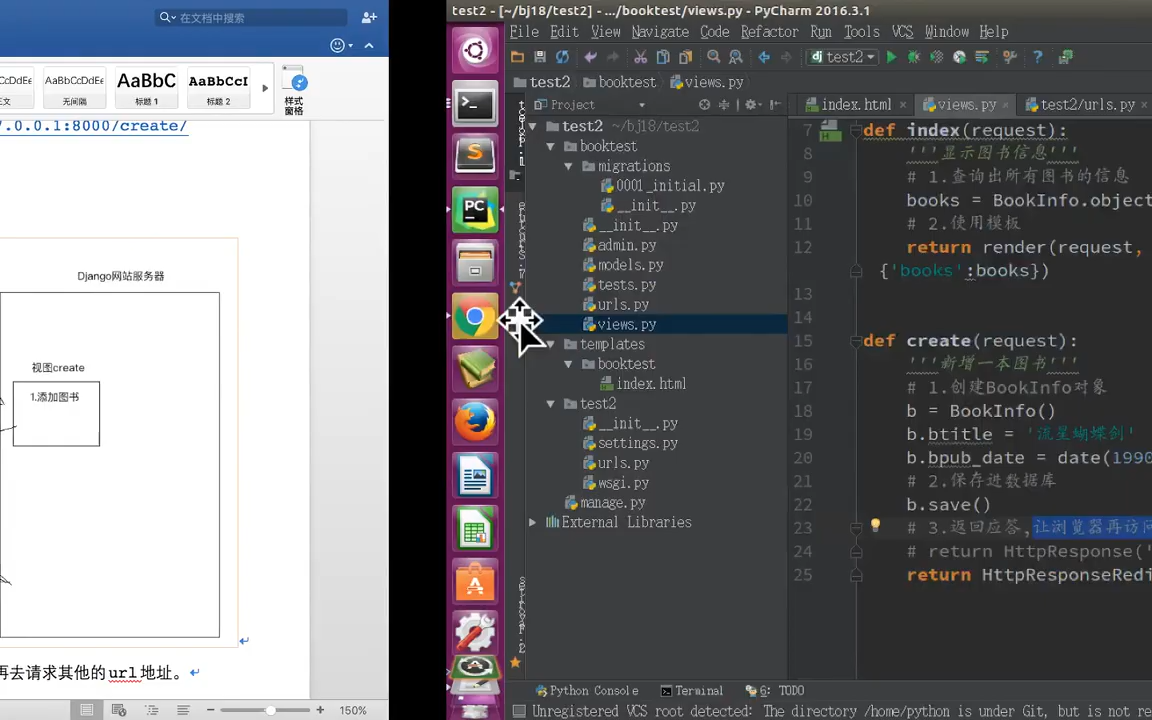 在文档中搜索
CcDdEe
AaBbCcDdEe
AaBbC
AaBbCcI
正文
无间隔
标题 1
标题 2
样式
窗格
.0.0.1:8000/create/
Django网站服务器
视图create
1.添加图书
再去请求其他的url地址。
150%
test2 - [~/bj18/test2] - .../booktest/views.py - PyCharm 2016.3.1
File Edit View Navigate Code Refactor Run Tools VCS Window Help
test2
test2 booktest views.py
Project
index.html
views.py
test2/urls.py
test2 ~/bj18/test2
booktest
migrations
0001_initial.py
__init__.py
__init__.py
admin.py
models.py
tests.py
urls.py
views.py
templates
booktest
index.html
test2
__init__.py
settings.py
urls.py
wsgi.py
manage.py
External Libraries
7 def index(request):
8 '''显示图书信息'''
9 # 1.查询出所有图书的信息
10 books = BookInfo.object
11 # 2.使用模板
12 return render(request,
{'books':books})
13
14
15 def create(request):
16 '''新增一本图书'''
17 # 1.创建BookInfo对象
18 b = BookInfo()
19 b.btitle = '流星蝴蝶剑'
20 b.bpub_date = date(1990
21 # 2.保存进数据库
22 b.save()
23 # 3.返回应答,让浏览器再访问
24 # return HttpResponse('
25 return HttpResponseRedi
Python Console Terminal 6: TODO
Unregistered VCS root detected: The directory /home/python is under Git, but is not re